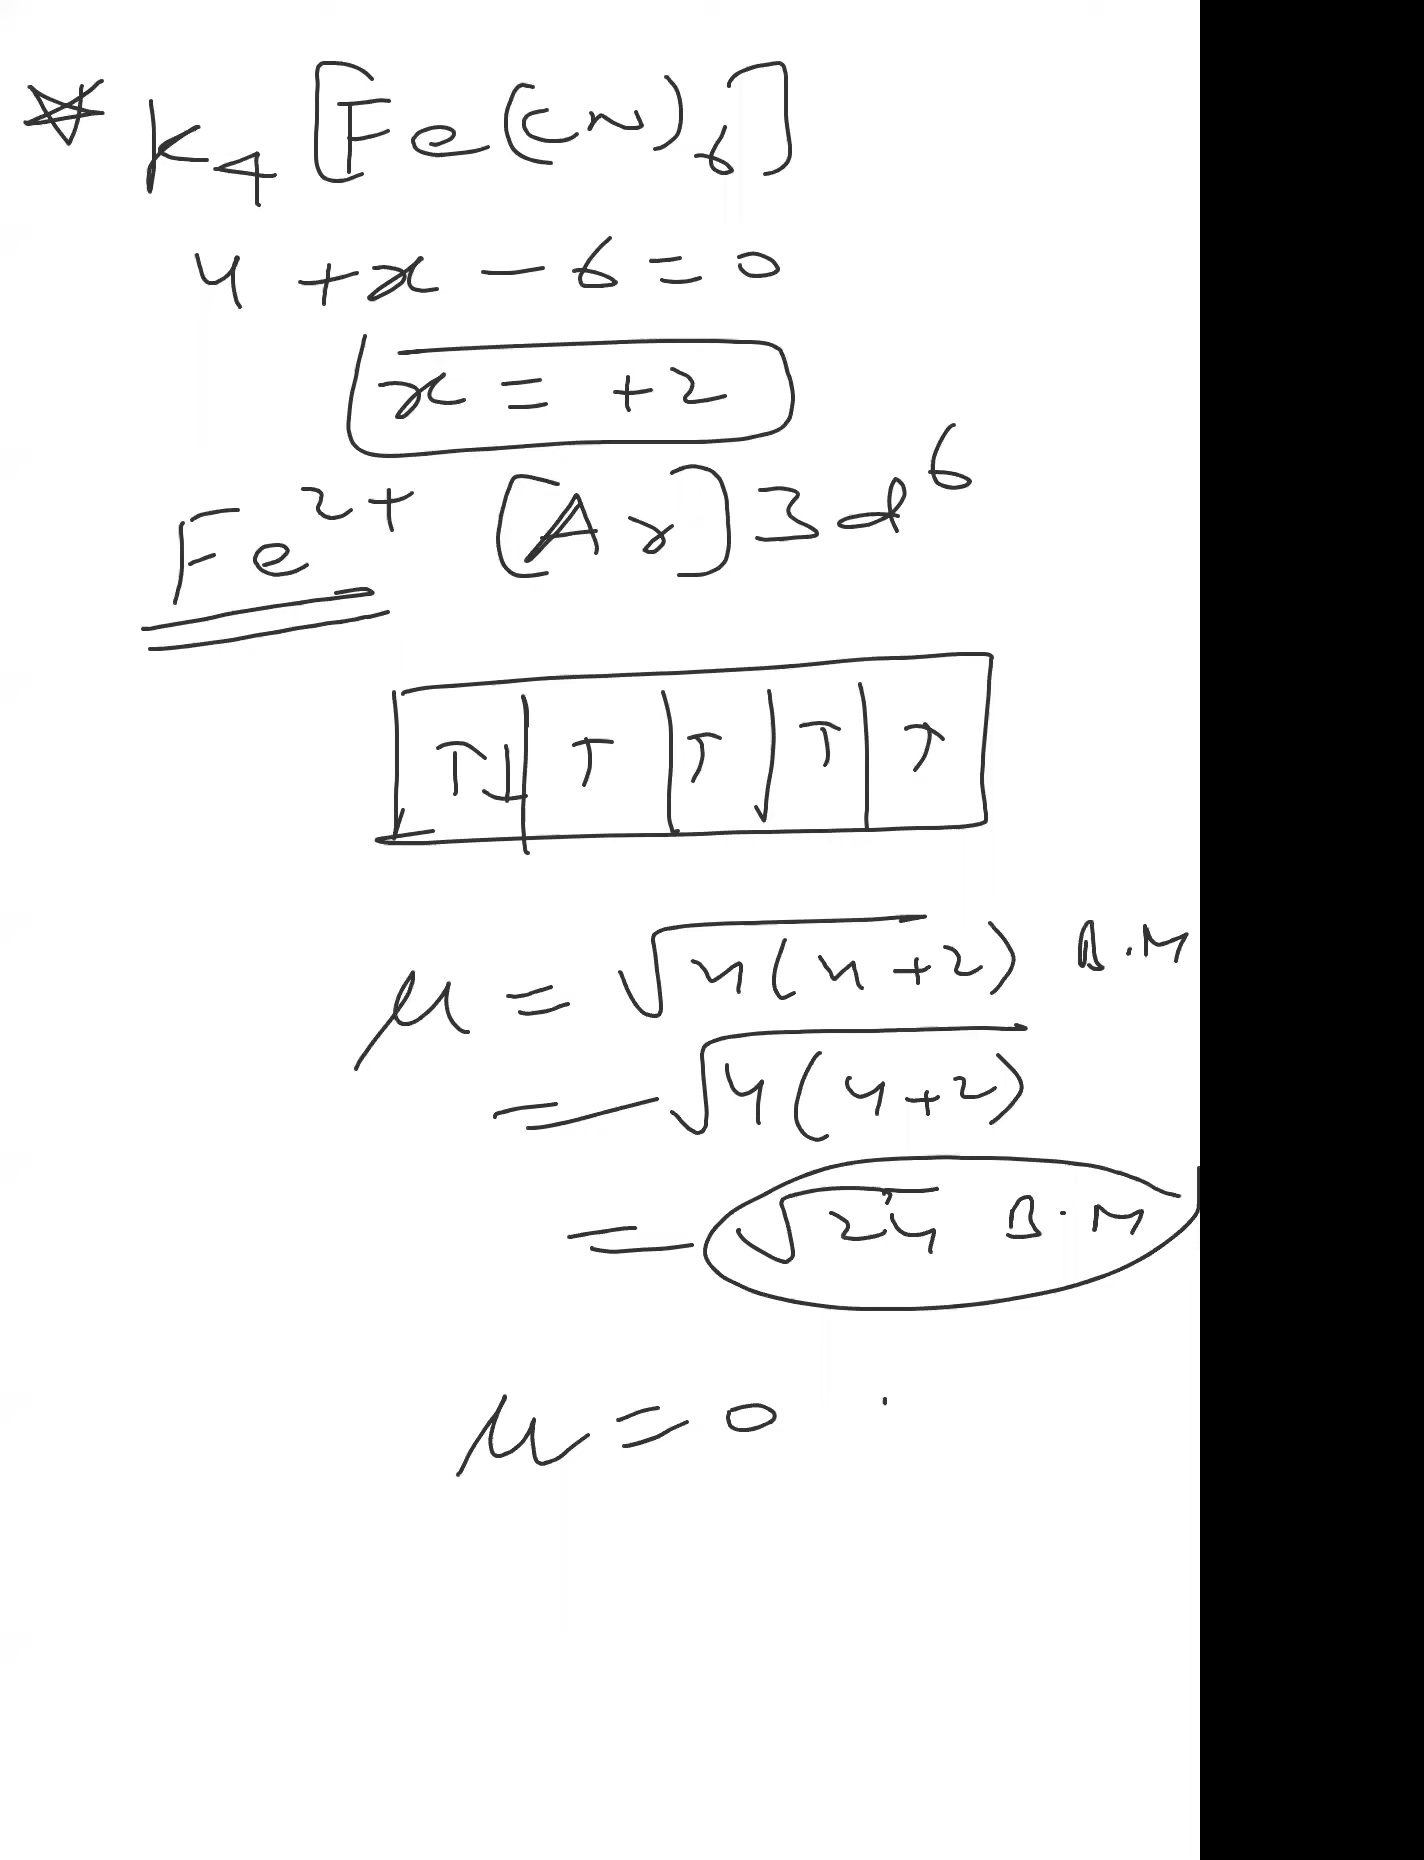 K₄[Fe(CN)₆]
4 + x − 6 = 0
x = +2
Fe²⁺ [Ar]3d⁶
↑↓ ↑ ↑ ↑ ↑
μ = √n(n+2) B.M
= √4(4+2)
= √24 B.M
μ = 0